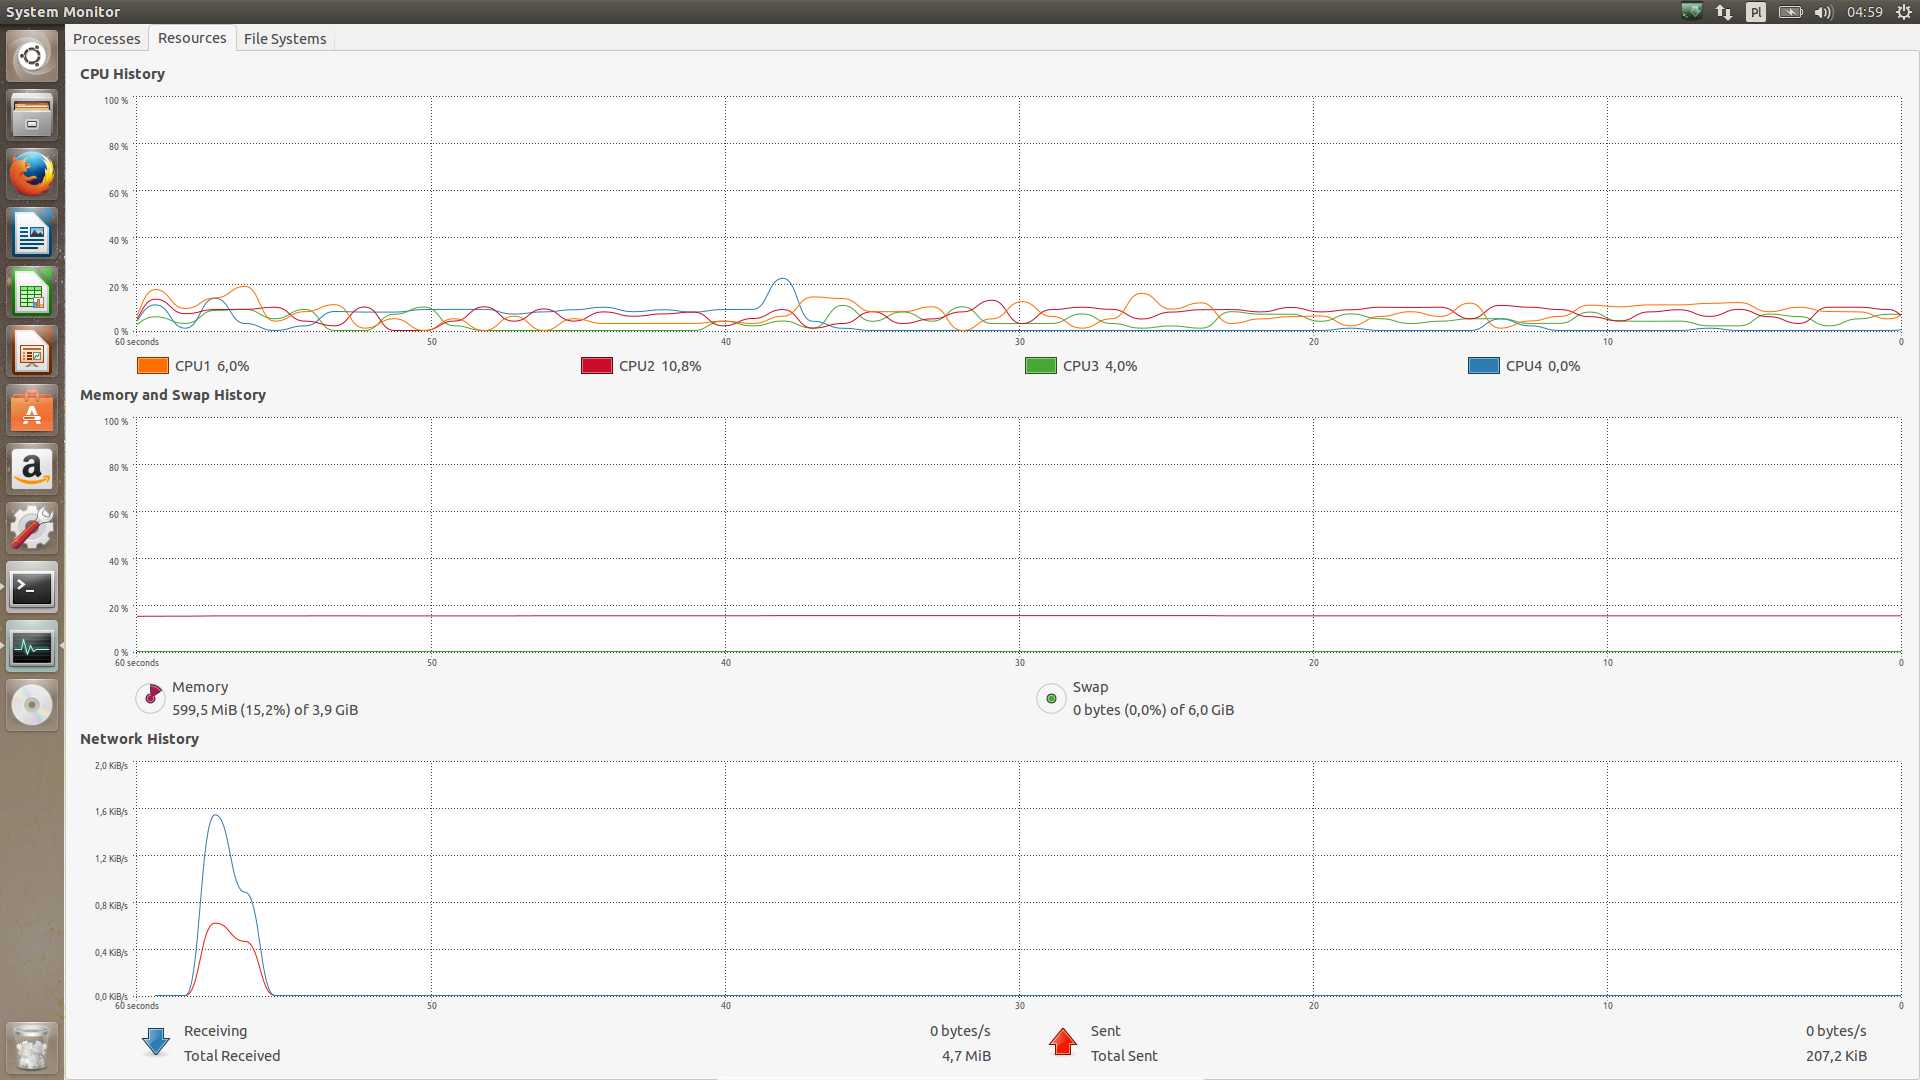 System Monitor
Pl
04:59
Processes Resources File Systems
CPU History
100 %
80 %
60 %
40 %
20 %
0 %
60 seconds 50 40 30 20 10 0
CPU1 6,0% CPU2 10,8% CPU3 4,0% CPU4 0,0%
Memory and Swap History
100 %
80 %
60 %
40 %
20 %
0 %
60 seconds 50 40 30 20 10 0
Memory
599,5 MiB (15,2%) of 3,9 GiB
Swap
0 bytes (0,0%) of 6,0 GiB
Network History
2,0 KiB/s
1,6 KiB/s
1,2 KiB/s
0,8 KiB/s
0,4 KiB/s
0,0 KiB/s
60 seconds 50 40 30 20 10 0
Receiving 0 bytes/s
Total Received 4,7 MiB
Sent 0 bytes/s
Total Sent 207,2 KiB